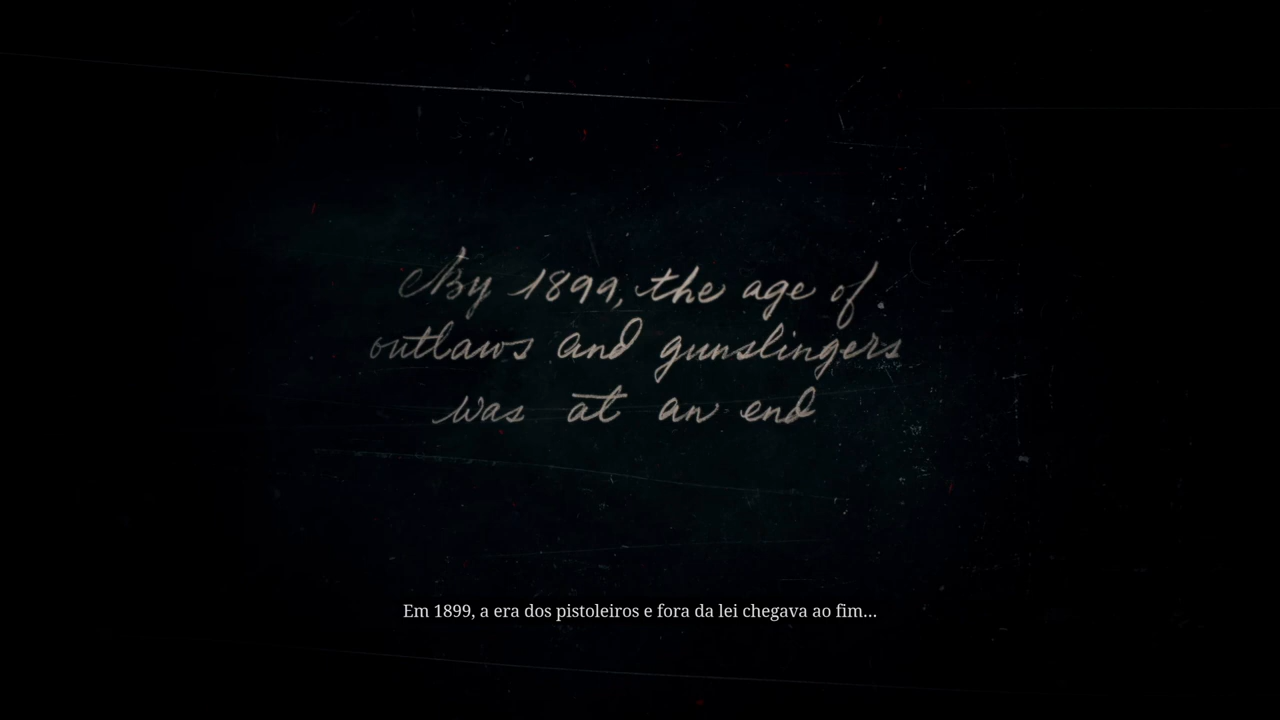 By 1899, the age of
outlaws and gunslingers
was at an end
Em 1899, a era dos pistoleiros e fora da lei chegava ao fim...